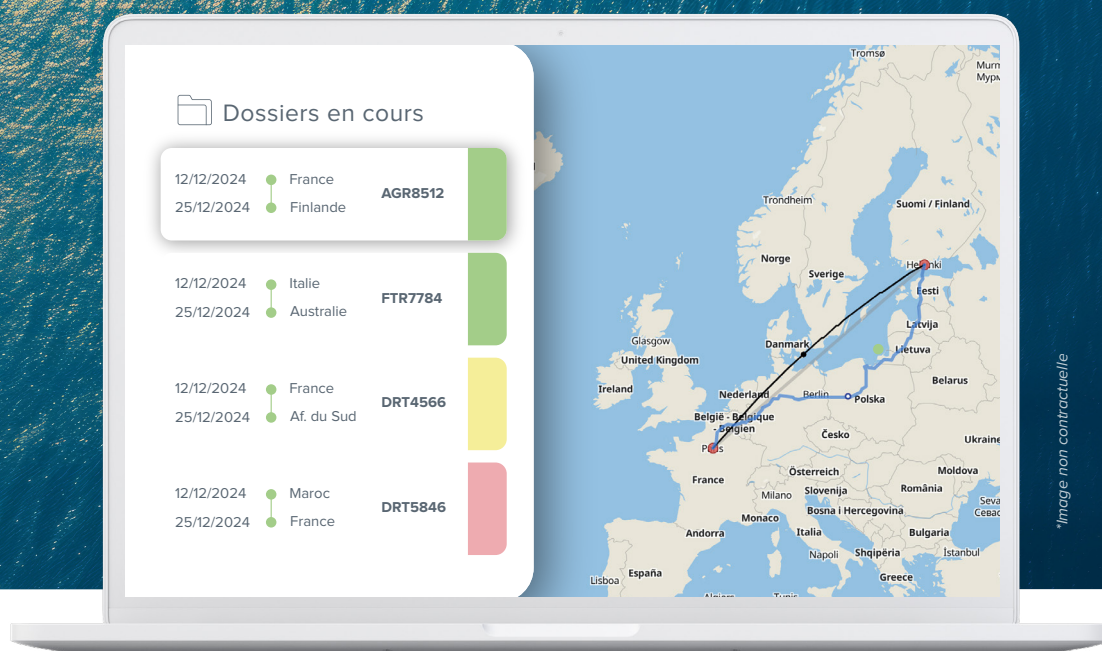 Dossiers en cours
12/12/2024 France
AGR8512
25/12/2024 Finlande
12/12/2024 Italie
FTR7784
25/12/2024 Australie
12/12/2024 France
DRT4566
25/12/2024 Af. du Sud
12/12/2024 Maroc
DRT5846
25/12/2024 France
Tromsø
Trondheim
Suomi / Finland
Norge
Sverige
Helsinki
Eesti
Latvija
Glasgow
Danmark
Lietuva
United Kingdom
Ireland
Belarus
Nederland
Berlin
Polska
België - Belgique
- Belgien
Česko
Ukraine
Paris
France
Österreich
Moldova
Milano
Slovenija
România
Bosna i Hercegovina
Monaco
Andorra
Italia
Bulgaria
Napoli
Shqipëria
İstanbul
España
Lisboa
Greece
*Image non contractuelle